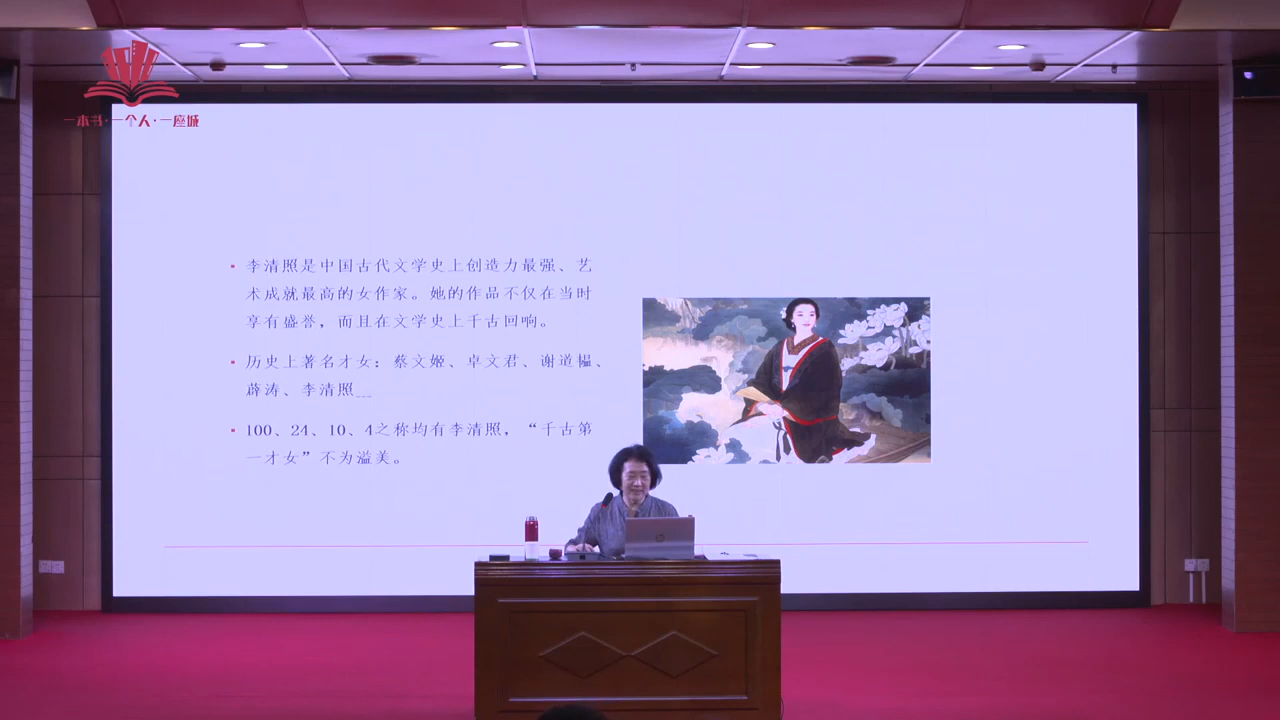 一本书·一个人·一座城
李清照是中国古代文学史上创造力最强、艺
术成就最高的女作家。她的作品不仅在当时
享有盛誉，而且在文学史上千古回响。
历史上著名才女：蔡文姬、卓文君、谢道韫、
薜涛、李清照
100、24、10、4之称均有李清照，“千古第
一才女”不为溢美。